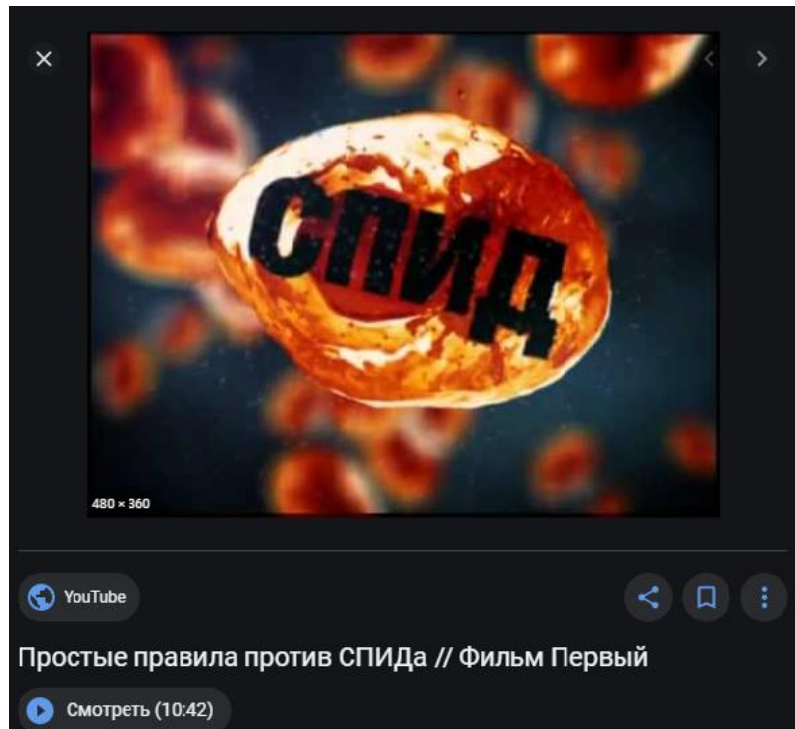 СПИД
480 × 360
YouTube
Простые правила против СПИДа // Фильм Первый
Смотреть (10:42)